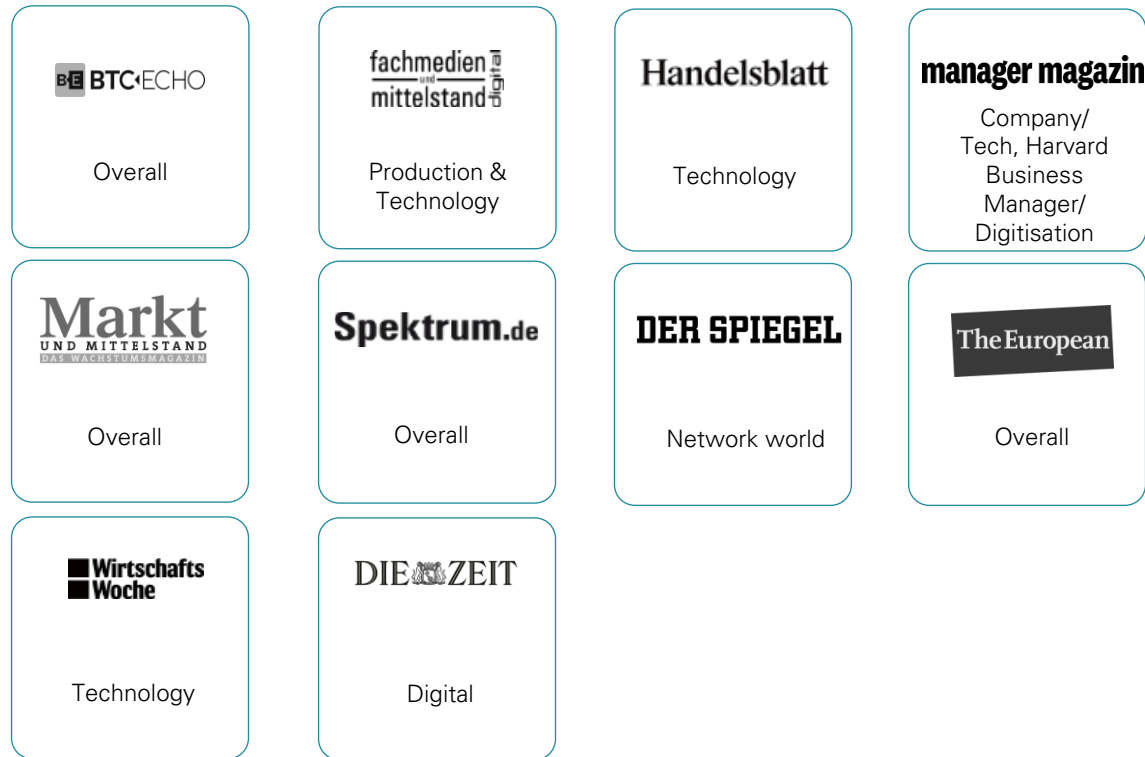 BE BTC ECHO
Overall
fachmedien
und
mittelstand
digital
Production &
Technology
Handelsblatt
Technology
manager magazin
Company/
Tech, Harvard
Business
Manager/
Digitisation
Markt
UND MITTELSTAND
DAS WACHSTUMSMAGAZIN
Overall
Spektrum.de
Overall
DER SPIEGEL
Network world
The European
Overall
Wirtschafts
Woche
Technology
DIE ZEIT
Digital